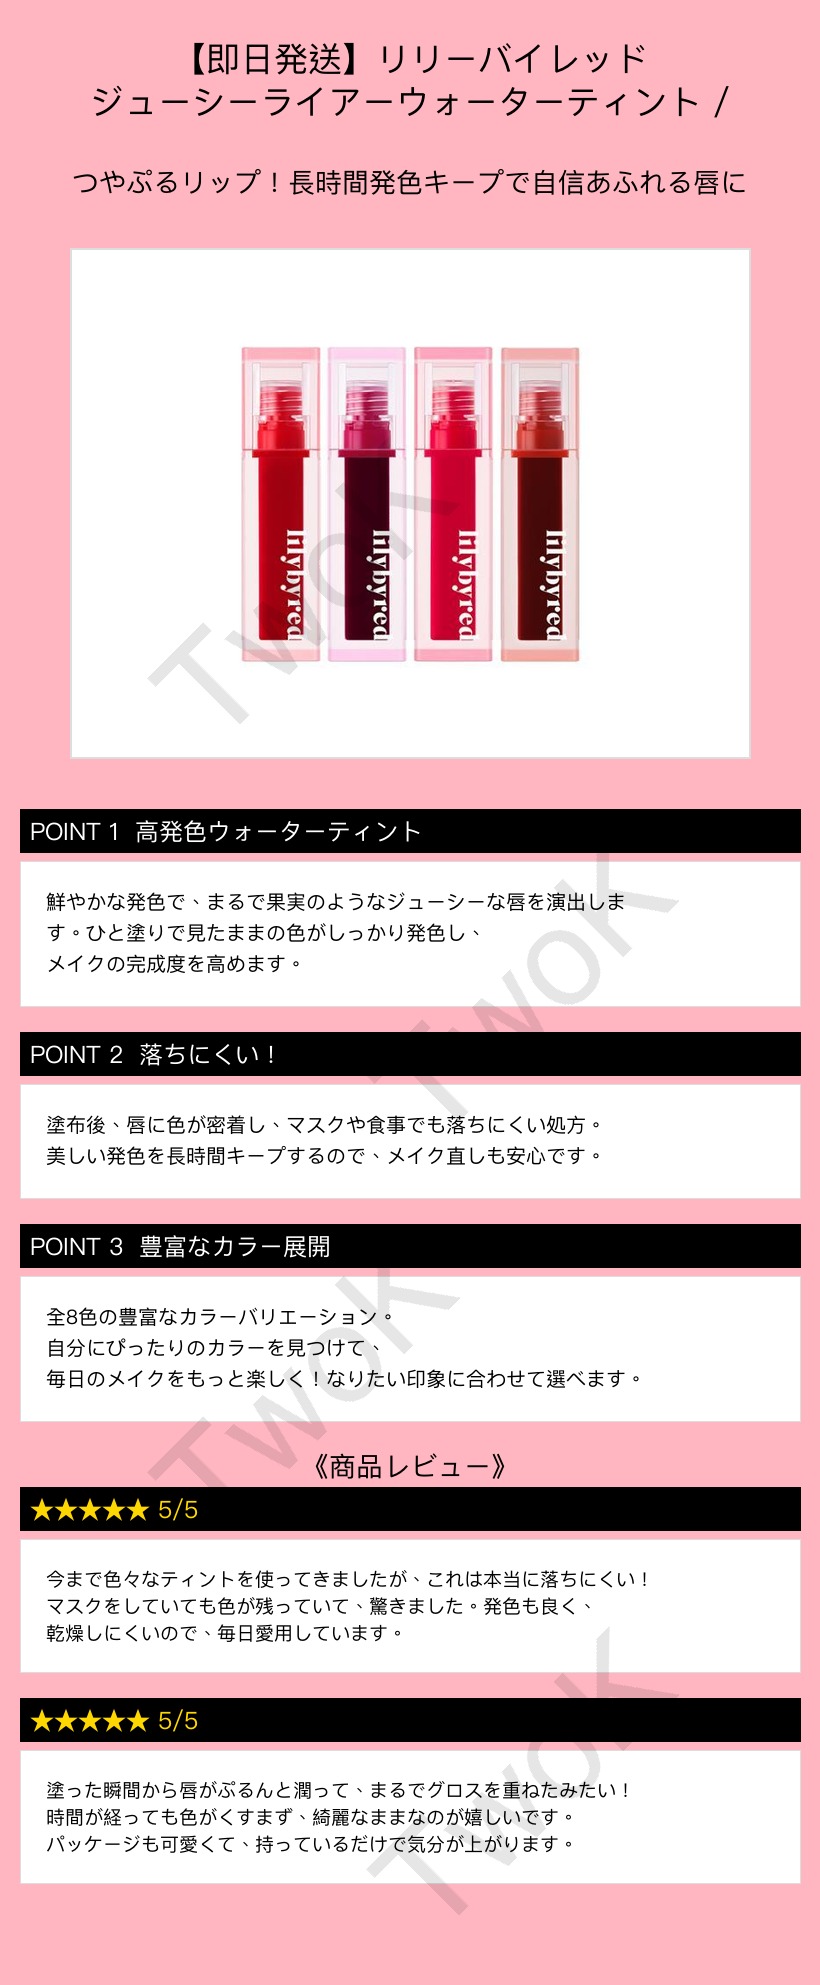 【即日発送】リリーバイレッド
ジューシーライアーウォーターティント /
つやぷるリップ！長時間発色キープで自信あふれる唇に
lilybyred
lilybyred
lilybyred
lilybyred
TwoK
POINT 1 高発色ウォーターティント
鮮やかな発色で、まるで果実のようなジューシーな唇を演出しま
す。ひと塗りで見たままの色がしっかり発色し、
メイクの完成度を高めます。
TwoK
POINT 2 落ちにくい！
塗布後、唇に色が密着し、マスクや食事でも落ちにくい処方。
美しい発色を長時間キープするので、メイク直しも安心です。
POINT 3 豊富なカラー展開
全8色の豊富なカラーバリエーション。
自分にぴったりのカラーを見つけて、
毎日のメイクをもっと楽しく！なりたい印象に合わせて選べます。
TwoK
《商品レビュー》
★★★★★ 5/5
今まで色々なティントを使ってきましたが、これは本当に落ちにくい！
マスクをしていても色が残っていて、驚きました。発色も良く、
乾燥しにくいので、毎日愛用しています。
★★★★★ 5/5
塗った瞬間から唇がぷるんと潤って、まるでグロスを重ねたみたい！
時間が経っても色がくすまず、綺麗なままなのが嬉しいです。
パッケージも可愛くて、持っているだけで気分が上がります。
TwoK